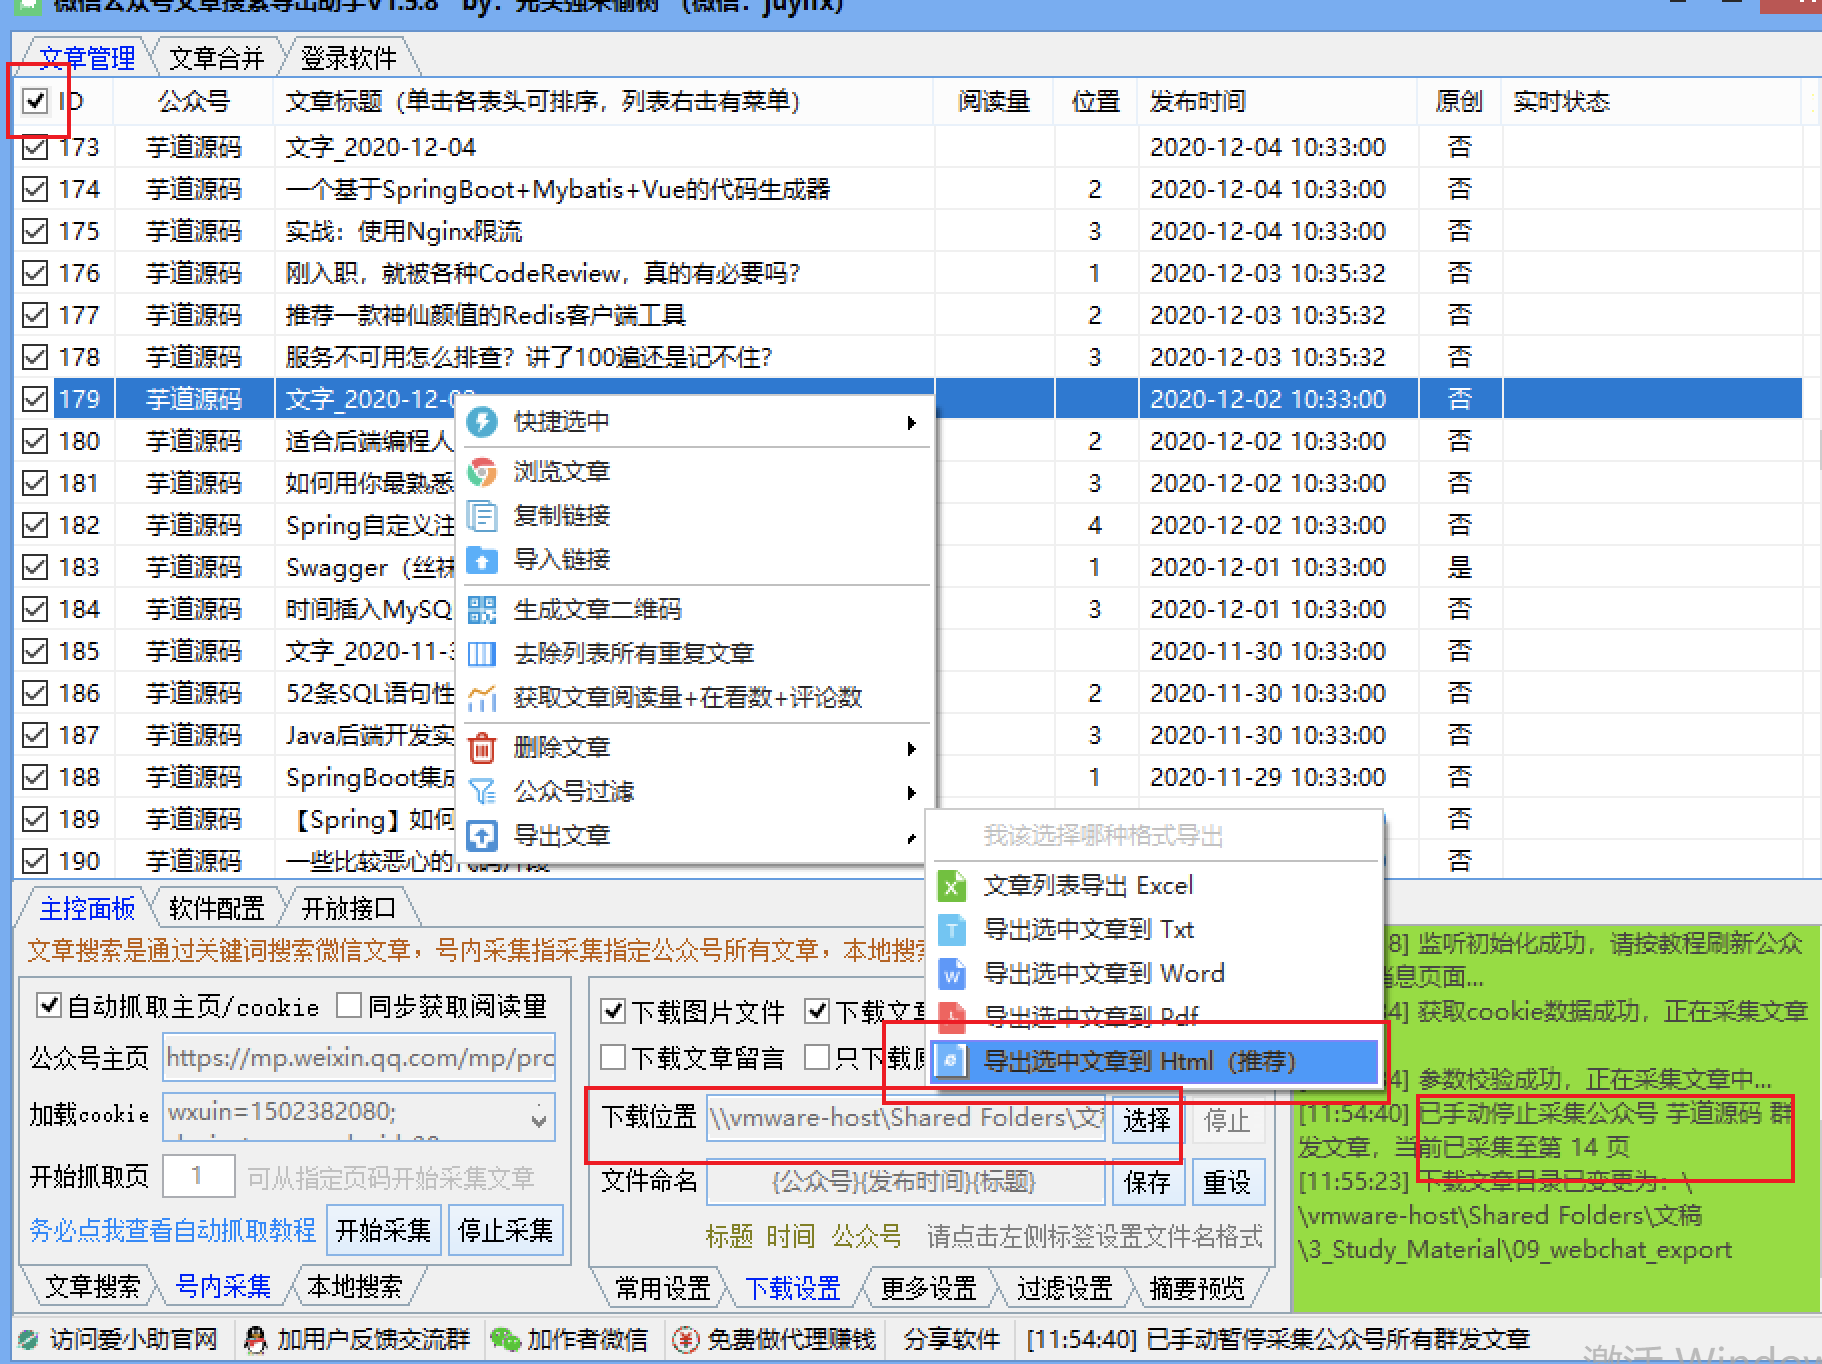 微信公众号文章搜索导出助手V1.5.8 by：光头强来偷树 （微信：juyhx）
文章管理 文章合并 登录软件
ID 公众号 文章标题（单击各表头可排序，列表右击有菜单） 阅读量 位置 发布时间 原创 实时状态
173 芋道源码 文字_2020-12-04 2020-12-04 10:33:00 否
174 芋道源码 一个基于SpringBoot+Mybatis+Vue的代码生成器 2 2020-12-04 10:33:00 否
175 芋道源码 实战：使用Nginx限流 3 2020-12-04 10:33:00 否
176 芋道源码 刚入职，就被各种CodeReview，真的有必要吗？ 1 2020-12-03 10:35:32 否
177 芋道源码 推荐一款神仙颜值的Redis客户端工具 2 2020-12-03 10:35:32 否
178 芋道源码 服务不可用怎么排查？讲了100遍还是记不住？ 3 2020-12-03 10:35:32 否
179 芋道源码 文字_2020-12-0 2020-12-02 10:33:00 否
180 芋道源码 适合后端编程人 2 2020-12-02 10:33:00 否
181 芋道源码 如何用你最熟悉 3 2020-12-02 10:33:00 否
182 芋道源码 Spring自定义注 4 2020-12-02 10:33:00 否
183 芋道源码 Swagger（丝袜 1 2020-12-01 10:33:00 是
184 芋道源码 时间插入MySQ 3 2020-12-01 10:33:00 否
185 芋道源码 文字_2020-11-3 2020-11-30 10:33:00 否
186 芋道源码 52条SQL语句性 2 2020-11-30 10:33:00 否
187 芋道源码 Java后端开发实 3 2020-11-30 10:33:00 否
188 芋道源码 SpringBoot集成 1 2020-11-29 10:33:00 否
189 芋道源码 【Spring】如何 否
190 芋道源码 一些比较恶心的代码片段 否
快捷选中
浏览文章
复制链接
导入链接
生成文章二维码
去除列表所有重复文章
获取文章阅读量+在看数+评论数
删除文章
公众号过滤
导出文章
我该选择哪种格式导出
文章列表导出 Excel
导出选中文章到 Txt
导出选中文章到 Word
导出选中文章到 Pdf
导出选中文章到 Html（推荐）
主控面板 软件配置 开放接口
文章搜索是通过关键词搜索微信文章，号内采集指采集指定公众号所有文章，本地搜索
自动抓取主页/cookie 同步获取阅读量
公众号主页 https://mp.weixin.qq.com/mp/prc
加载cookie wxuin=1502382080;
开始抓取页 1 可从指定页码开始采集文章
务必点我查看自动抓取教程 开始采集 停止采集
文章搜索 号内采集 本地搜索
下载图片文件 下载文章
下载文章留言 只下载原
下载位置 \\vmware-host\Shared Folders\文稿 选择 停止
文件命名 {公众号}{发布时间}{标题} 保存 重设
标题 时间 公众号 请点击左侧标签设置文件名格式
常用设置 下载设置 更多设置 过滤设置 摘要预览
8] 监听初始化成功，请按教程刷新公众
息页面...
4] 获取cookie数据成功，正在采集文章
4] 参数校验成功，正在采集文章中...
[11:54:40] 已手动停止采集公众号 芋道源码 群
发文章，当前已采集至第 14 页
[11:55:23] 下载文章目录已变更为：\
\vmware-host\Shared Folders\文稿
\3_Study_Material\09_webchat_export
访问爱小助官网 加用户反馈交流群 加作者微信 免费做代理赚钱 分享软件 [11:54:40] 已手动暂停采集公众号所有群发文章
激活 Window